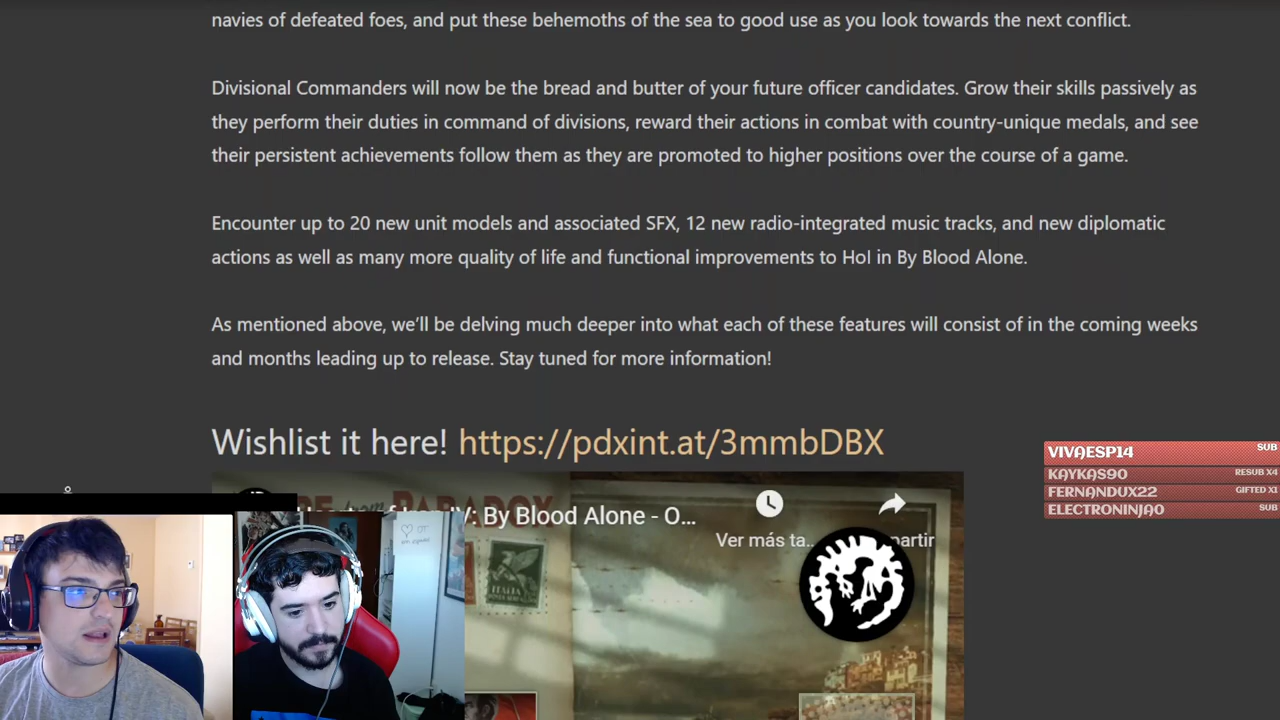 navies of defeated foes, and put these behemoths of the sea to good use as you look towards the next conflict.
Divisional Commanders will now be the bread and butter of your future officer candidates. Grow their skills passively as
they perform their duties in command of divisions, reward their actions in combat with country-unique medals, and see
their persistent achievements follow them as they are promoted to higher positions over the course of a game.
Encounter up to 20 new unit models and associated SFX, 12 new radio-integrated music tracks, and new diplomatic
actions as well as many more quality of life and functional improvements to HoI in By Blood Alone.
As mentioned above, we’ll be delving much deeper into what each of these features will consist of in the coming weeks
and months leading up to release. Stay tuned for more information!
Wishlist it here! https://pdxint.at/3mmbDBX
VIVAESP14 SUB
KAYKAS90 RESUB X4
FERNANDUX22 GIFTED X1
ELECTRONINJA0 SUB
PARADOX
IV: By Blood Alone - O...
Ver más ta...
partir
ITALIA